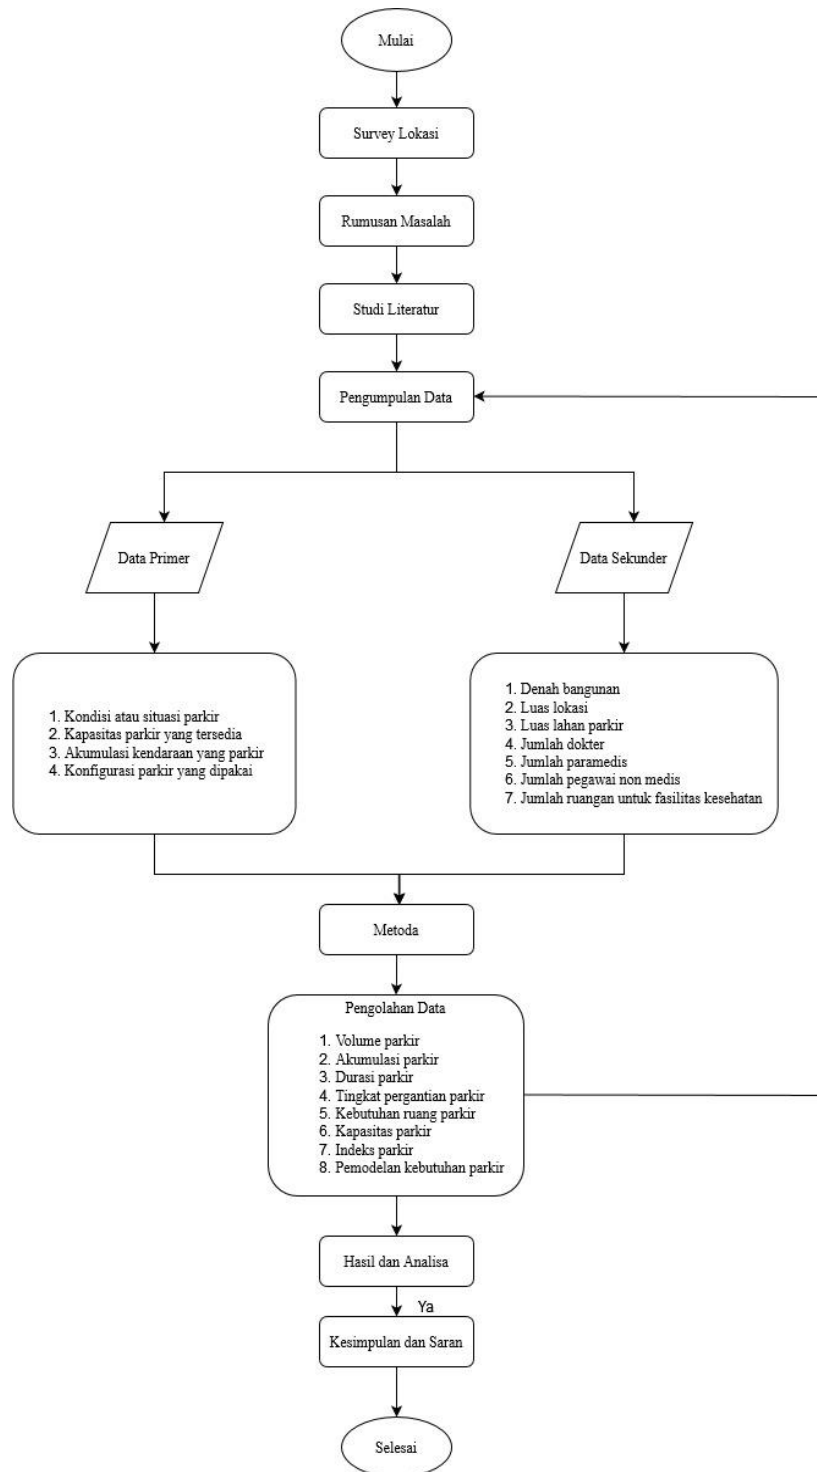 Mulai
Survey Lokasi
Rumusan Masalah
Studi Literatur
Pengumpulan Data
Data Primer
Data Sekunder
1. Kondisi atau situasi parkir
2. Kapasitas parkir yang tersedia
3. Akumulasi kendaraan yang parkir
4. Konfigurasi parkir yang dipakai
1. Denah bangunan
2. Luas lokasi
3. Luas lahan parkir
4. Jumlah dokter
5. Jumlah paramedis
6. Jumlah pegawai non medis
7. Jumlah ruangan untuk fasilitas kesehatan
Metoda
Pengolahan Data
1. Volume parkir
2. Akumulasi parkir
3. Durasi parkir
4. Tingkat pergantian parkir
5. Kebutuhan ruang parkir
6. Kapasitas parkir
7. Indeks parkir
8. Pemodelan kebutuhan parkir
Hasil dan Analisa
Ya
Kesimpulan dan Saran
Selesai